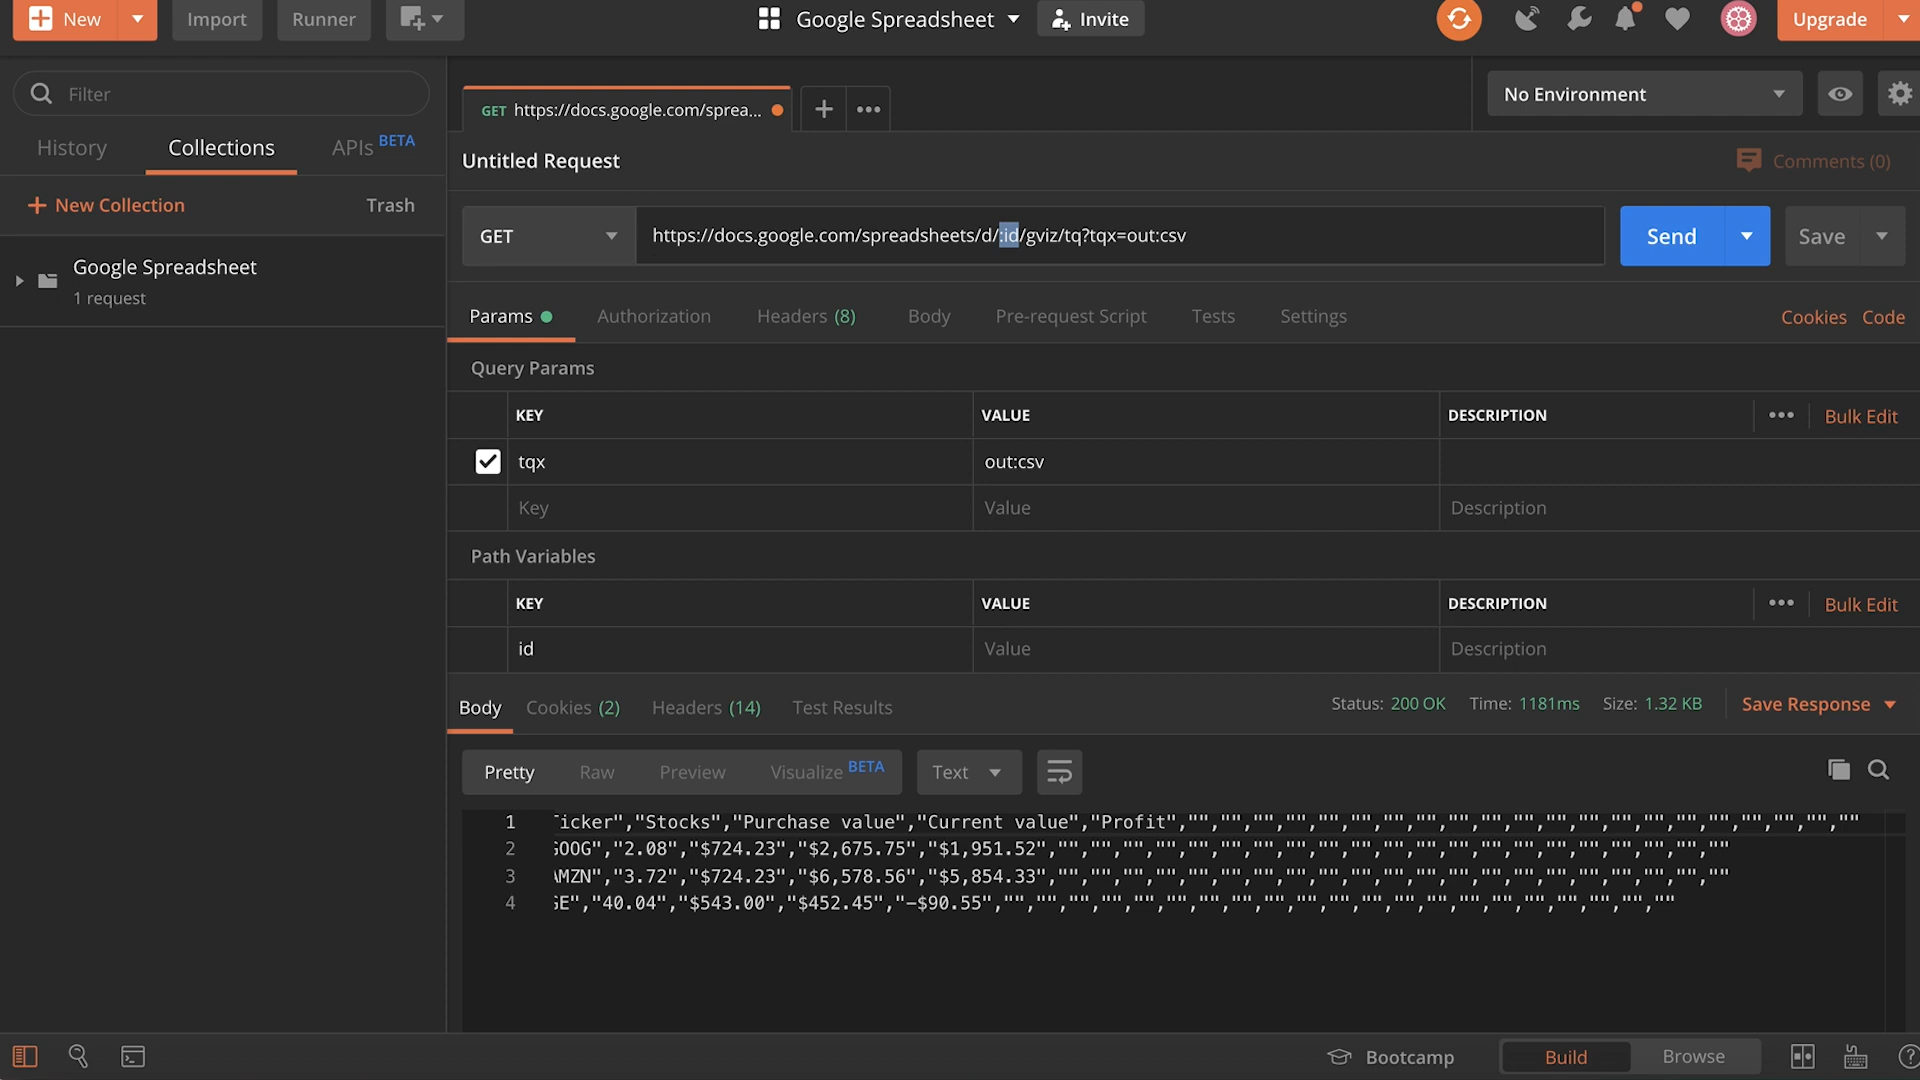 New Import Runner Google Spreadsheet Invite Upgrade
Filter
GET https://docs.google.com/sprea... No Environment
History Collections APIs BETA
Untitled Request Comments (0)
+ New Collection Trash
GET https://docs.google.com/spreadsheets/d/:id/gviz/tq?tqx=out:csv Send Save
Google Spreadsheet
1 request
Params Authorization Headers (8) Body Pre-request Script Tests Settings Cookies Code
Query Params
KEY VALUE DESCRIPTION ••• Bulk Edit
tqx out:csv
Key Value Description
Path Variables
KEY VALUE DESCRIPTION ••• Bulk Edit
id Value Description
Body Cookies (2) Headers (14) Test Results Status: 200 OK Time: 1181ms Size: 1.32 KB Save Response
Pretty Raw Preview Visualize BETA Text
1 icker","Stocks","Purchase value","Current value","Profit","","","","","","","","","","","","","","","","","","","","",""
2 GOOG","2.08","$724.23","$2,675.75","$1,951.52","","","","","","","","","","","","","","","","","","","","",""
3 AMZN","3.72","$724.23","$6,578.56","$5,854.33","","","","","","","","","","","","","","","","","","","","",""
4 GE","40.04","$543.00","$452.45","-$90.55","","","","","","","","","","","","","","","","","","","","",""
Bootcamp Build Browse